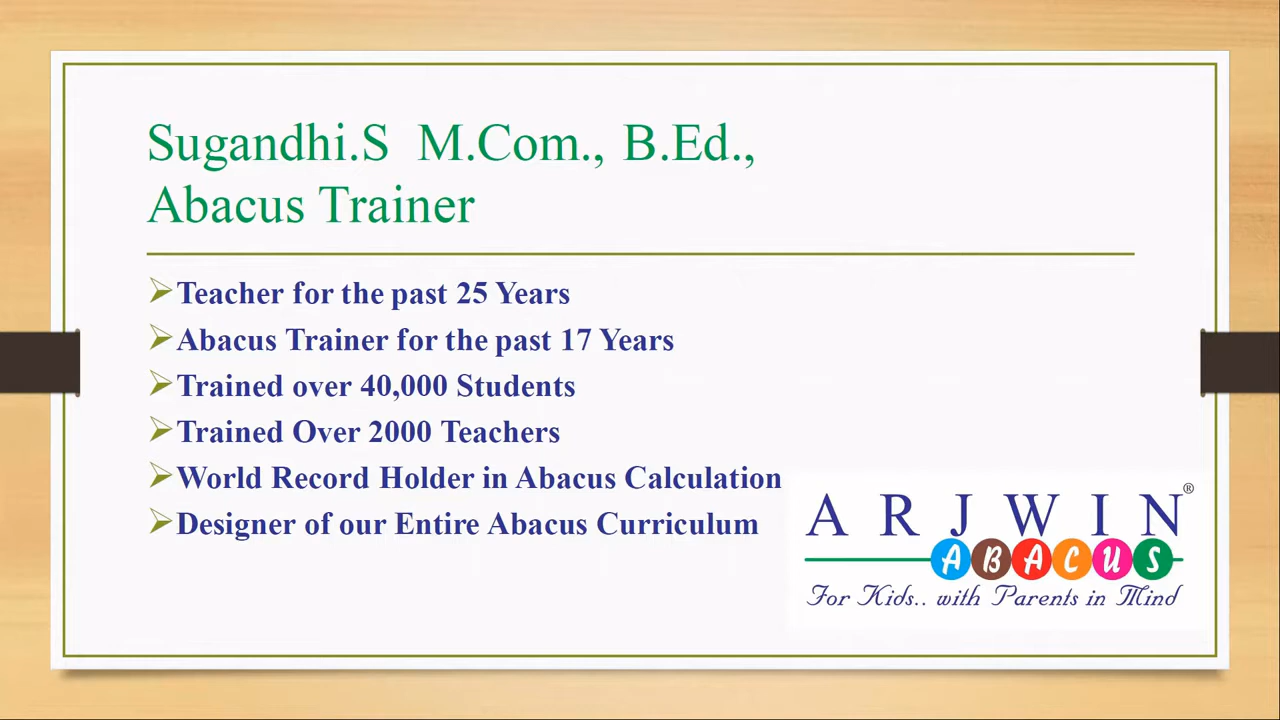 Sugandhi.S M.Com., B.Ed.,
Abacus Trainer
Teacher for the past 25 Years
Abacus Trainer for the past 17 Years
Trained over 40,000 Students
Trained Over 2000 Teachers
World Record Holder in Abacus Calculation
Designer of our Entire Abacus Curriculum
ARJWIN®
ABACUS
For Kids.. with Parents in Mind